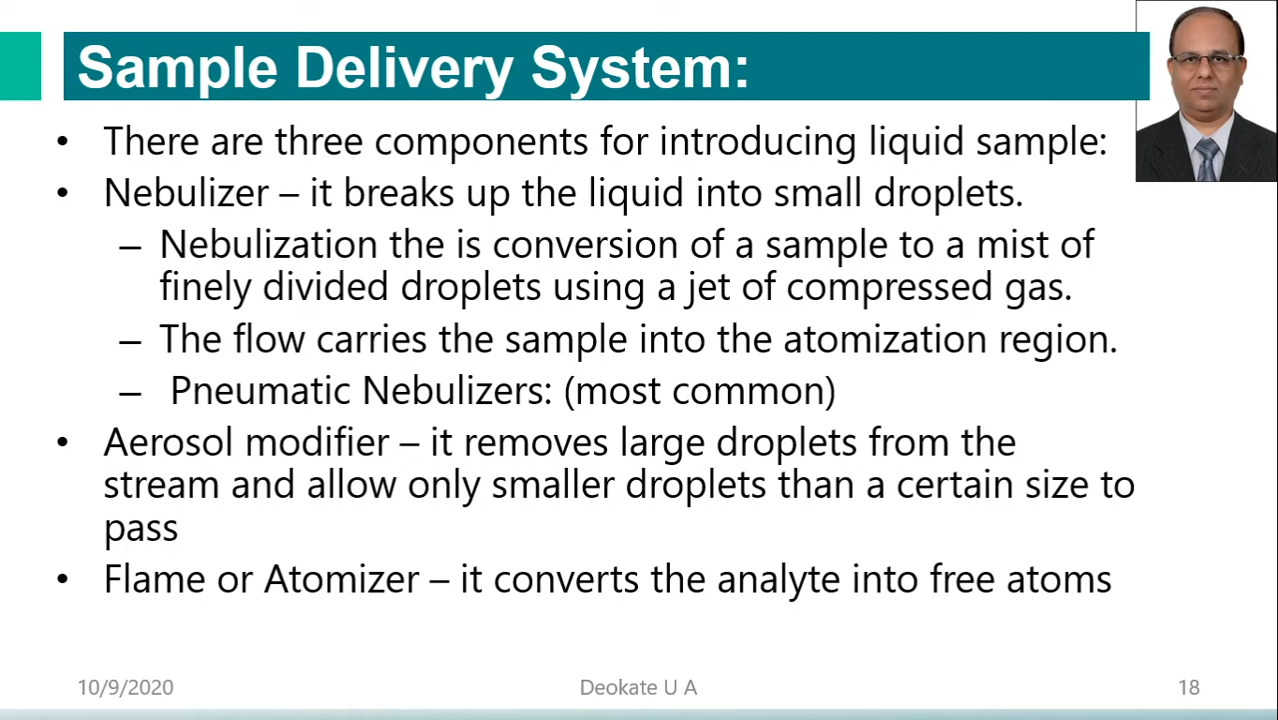 Sample Delivery System:
• There are three components for introducing liquid sample:
• Nebulizer – it breaks up the liquid into small droplets.
– Nebulization the is conversion of a sample to a mist of
finely divided droplets using a jet of compressed gas.
– The flow carries the sample into the atomization region.
– Pneumatic Nebulizers: (most common)
• Aerosol modifier – it removes large droplets from the
stream and allow only smaller droplets than a certain size to
pass
• Flame or Atomizer – it converts the analyte into free atoms
10/9/2020
Deokate U A
18